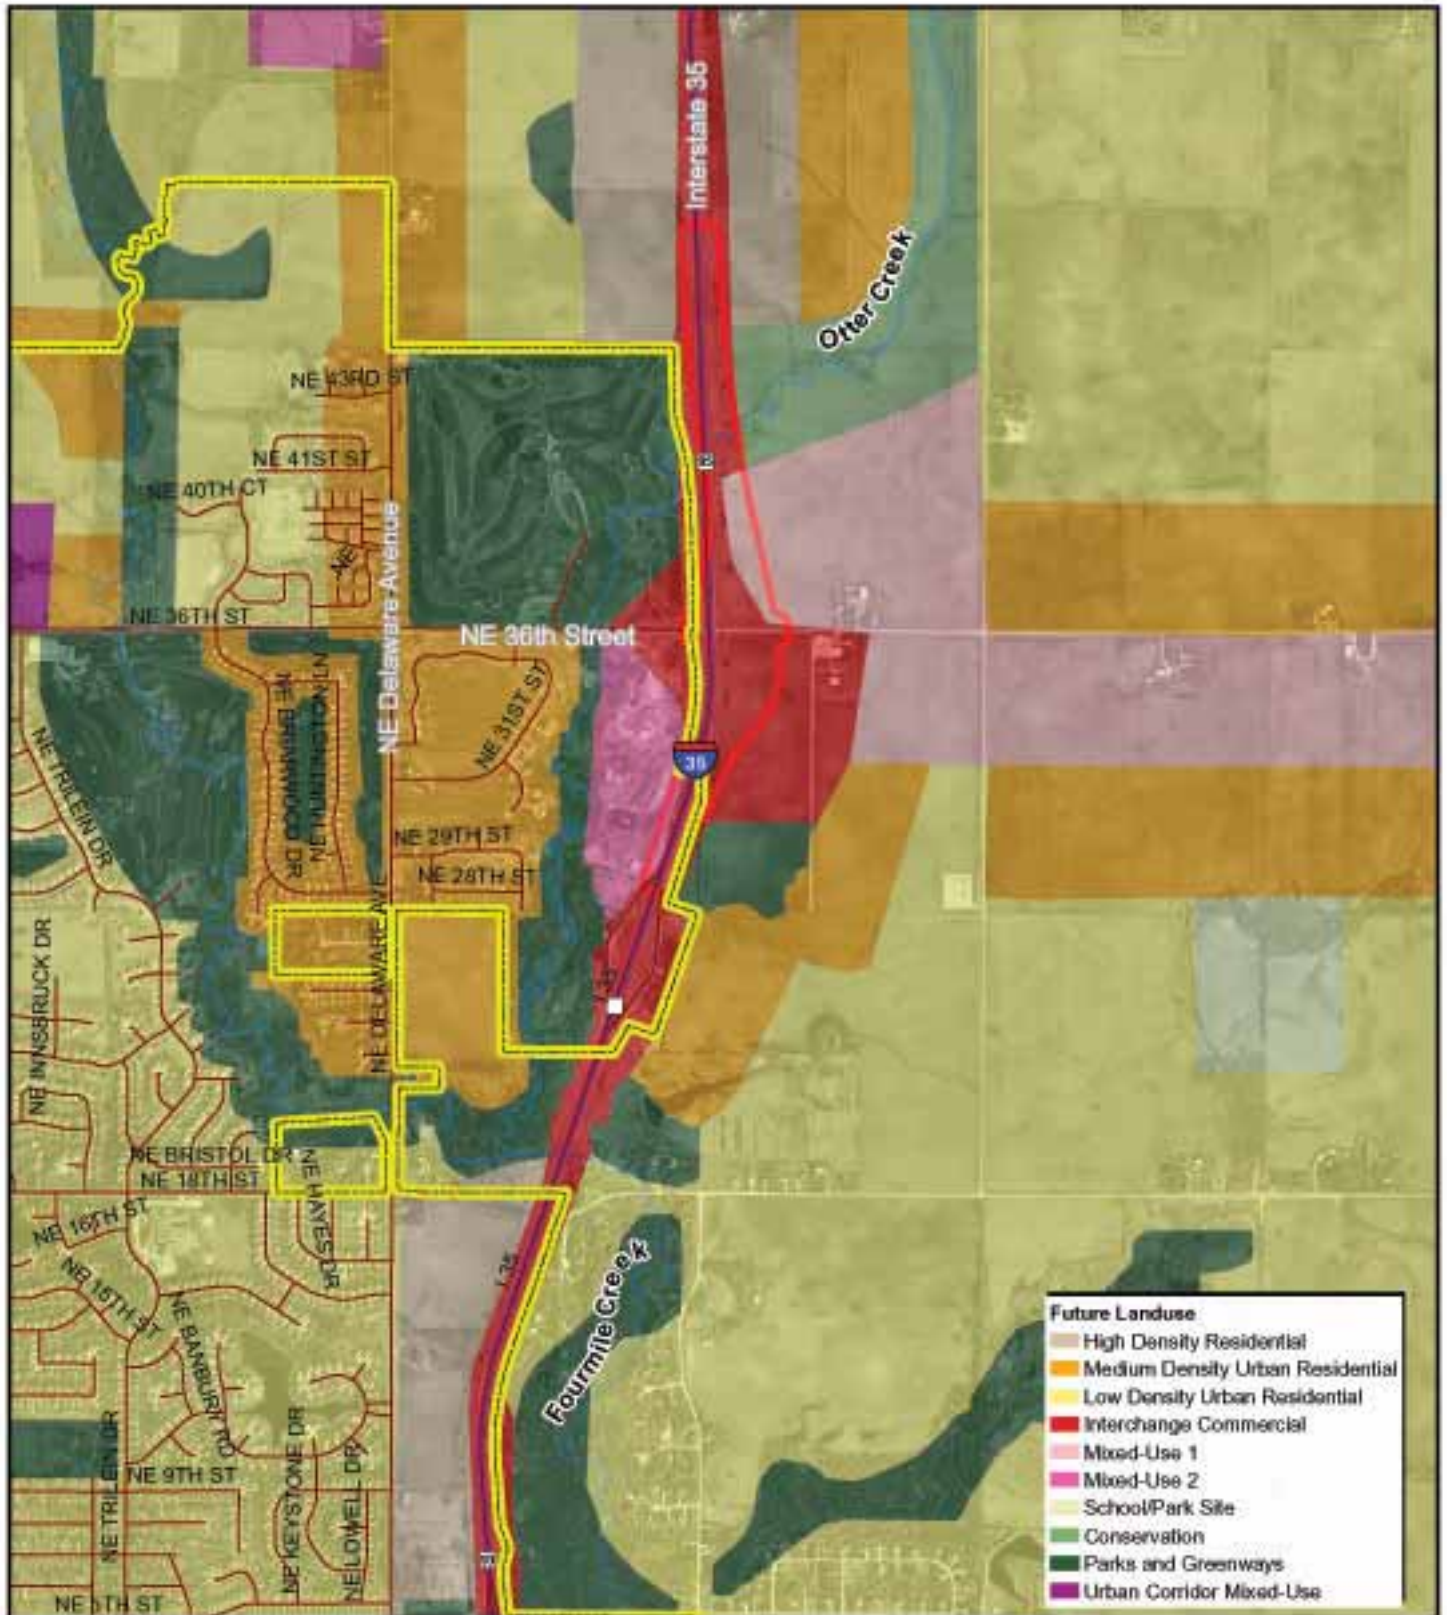 Interstate 35
Otter Creek
NE 43RD ST
NE 41ST ST
NE 40TH CT
NE Delaware Avenue
NE 36TH ST
NE 36th Street
NE 31ST ST
NE BRIARWOOD DR
35
NE TRILEIN DR
NE 29TH ST
NE 28TH ST
NE DELAWARE AVE
NE INNSBRUCK DR
NE BRISTOL DR
NE 18TH ST
NE HAYES DR
NE 16TH ST
I-35
Fourmile Creek
NE BANBURY RD
NE TRILEIN DR
NE 9TH ST
NE KEYSTONE DR
NE LOWELL DR
NE 5TH ST
Future Landuse
High Density Residential
Medium Density Urban Residential
Low Density Urban Residential
Interchange Commercial
Mixed-Use 1
Mixed-Use 2
School/Park Site
Conservation
Parks and Greenways
Urban Corridor Mixed-Use